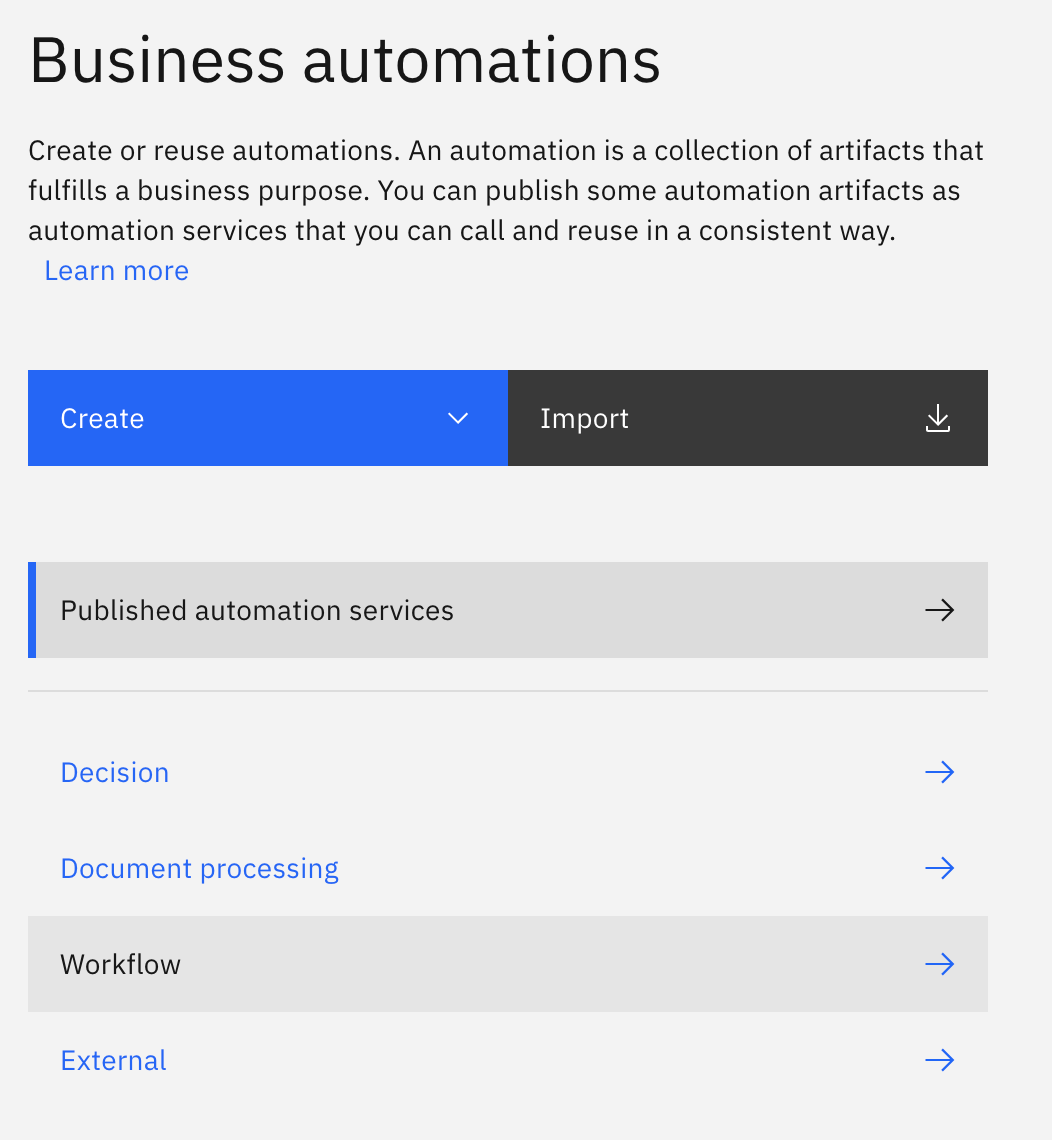 Business automations
Create or reuse automations. An automation is a collection of artifacts that
fulfills a business purpose. You can publish some automation artifacts as
automation services that you can call and reuse in a consistent way.
Learn more
Create
Import
Published automation services
Decision
Document processing
Workflow
External